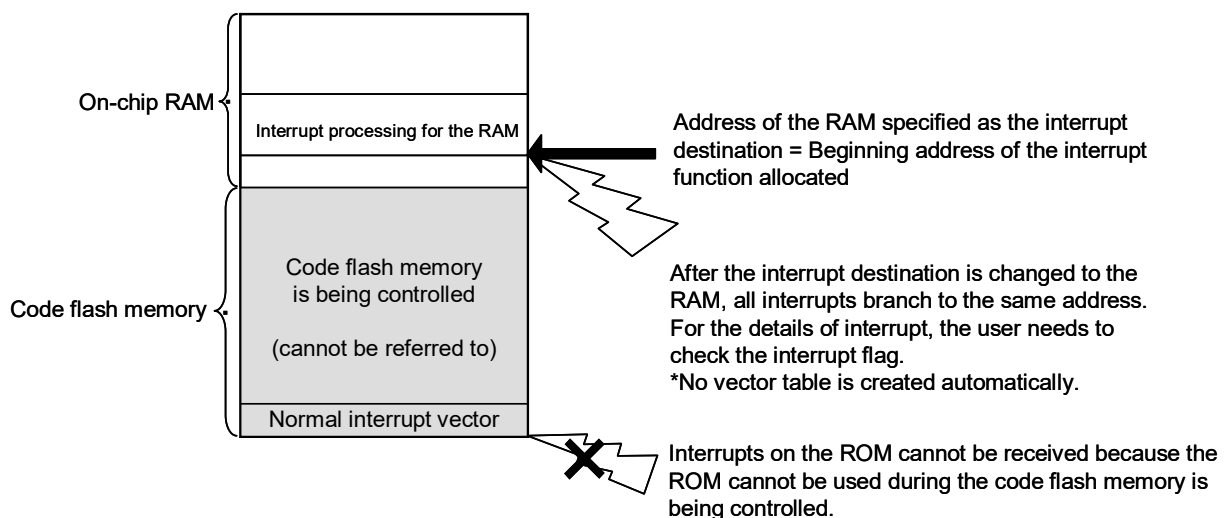 On-chip RAM
Interrupt processing for the RAM
Address of the RAM specified as the interrupt
destination = Beginning address of the interrupt
function allocated
Code flash memory
Code flash memory
is being controlled
(cannot be referred to)
After the interrupt destination is changed to the
RAM, all interrupts branch to the same address.
For the details of interrupt, the user needs to
check the interrupt flag.
*No vector table is created automatically.
Normal interrupt vector
Interrupts on the ROM cannot be received because the
ROM cannot be used during the code flash memory is
being controlled.